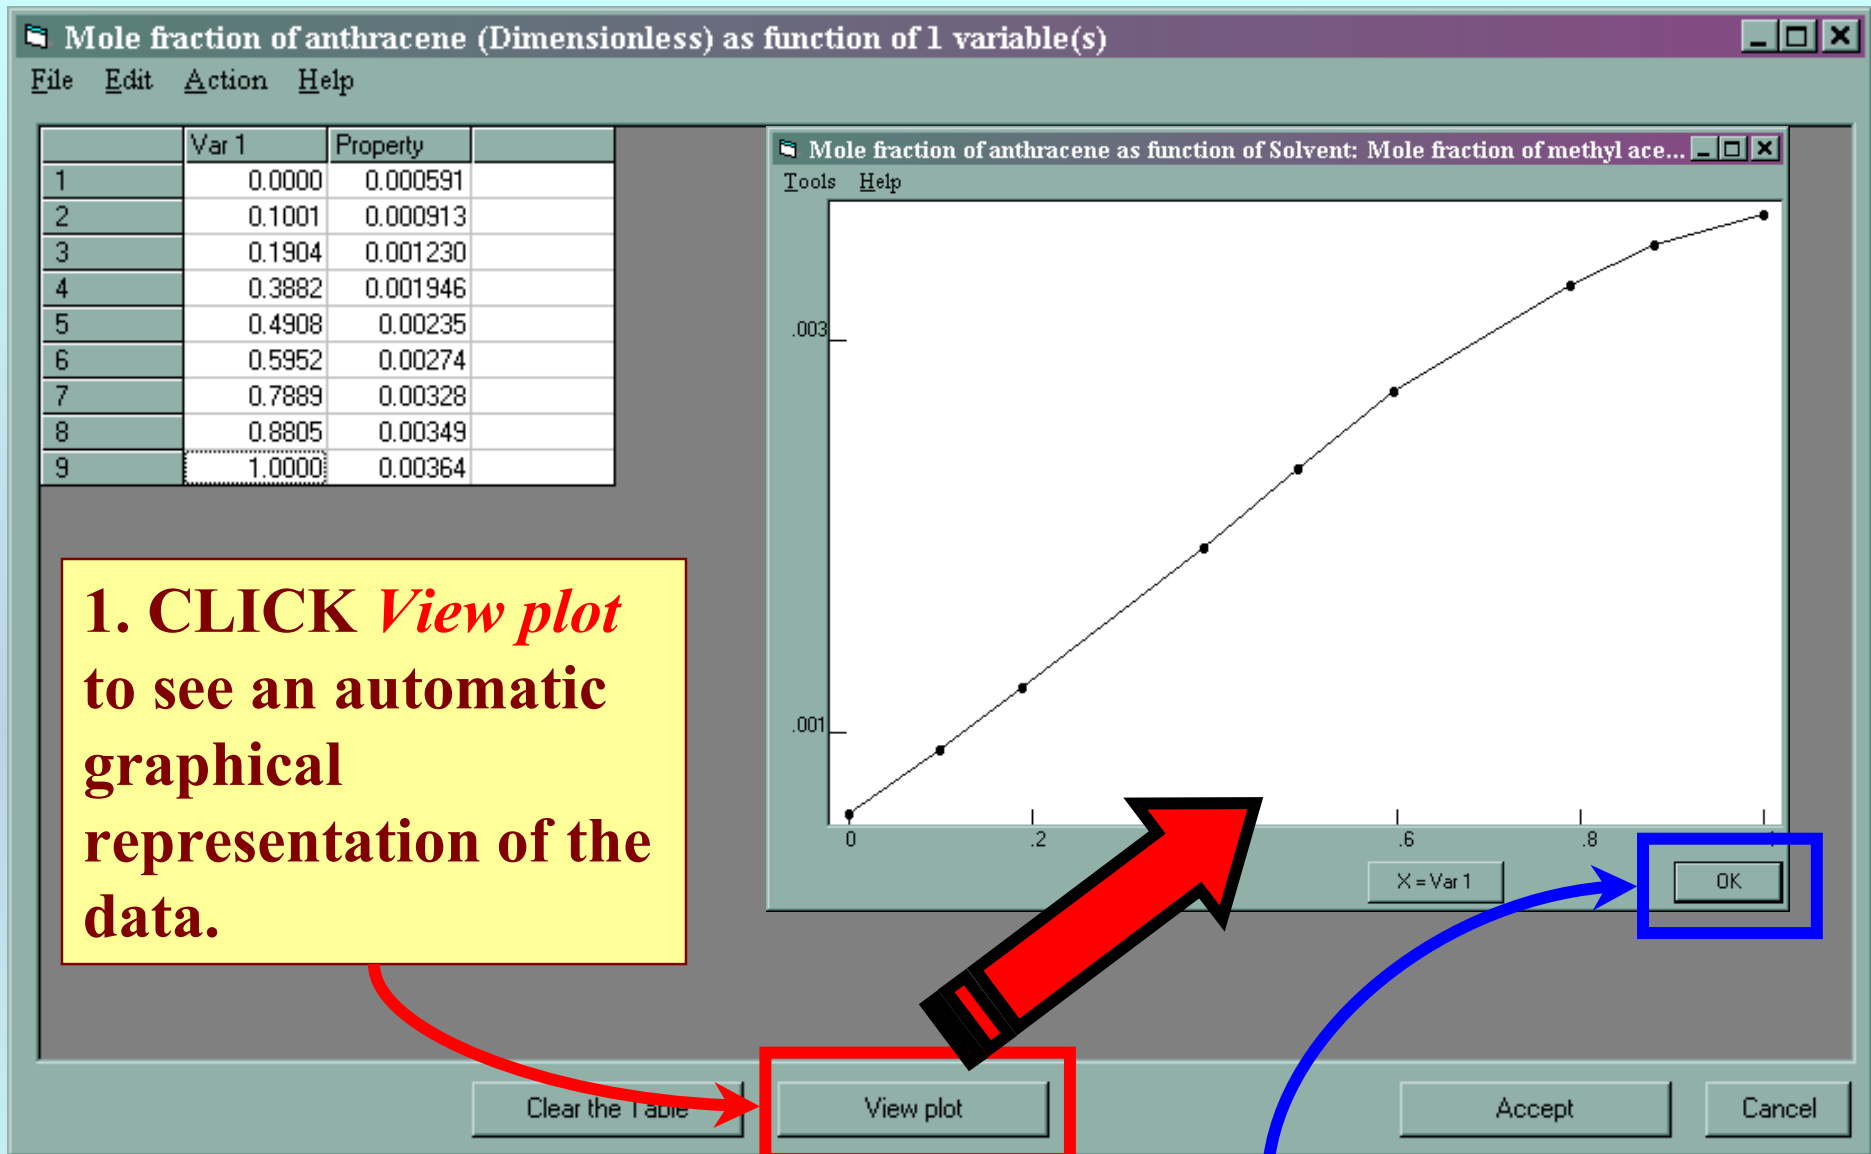 Mole fraction of anthracene (Dimensionless) as function of 1 variable(s)
File Edit Action Help
Var 1 Property
1 0.0000 0.000591
2 0.1001 0.000913
3 0.1904 0.001230
4 0.3882 0.001946
5 0.4908 0.00235
6 0.5952 0.00274
7 0.7889 0.00328
8 0.8805 0.00349
9 1.0000 0.00364
Mole fraction of anthracene as function of Solvent: Mole fraction of methyl ace...
Tools Help
.003
.001
0 .2 .6 .8
X = Var 1 OK
1. CLICK View plot
to see an automatic
graphical
representation of the
data.
Clear the Table View plot Accept Cancel